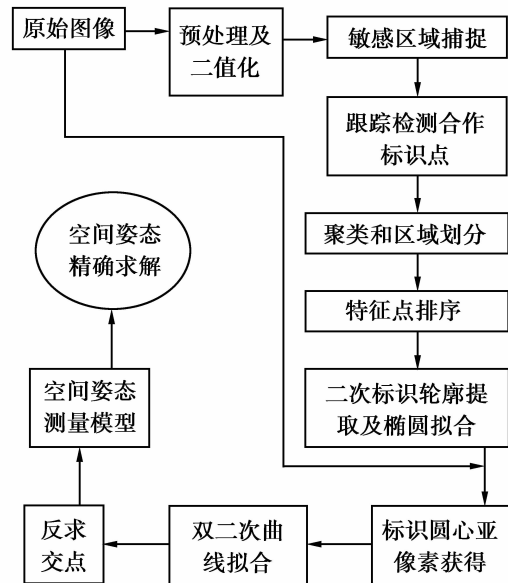 原始图像
预处理及
二值化
敏感区域捕捉
跟踪检测合作
标识点
聚类和区域划分
特征点排序
二次标识轮廓提
取及椭圆拟合
标识圆心亚
像素获得
双二次曲
线拟合
反求
交点
空间姿态
测量模型
空间姿态
精确求解